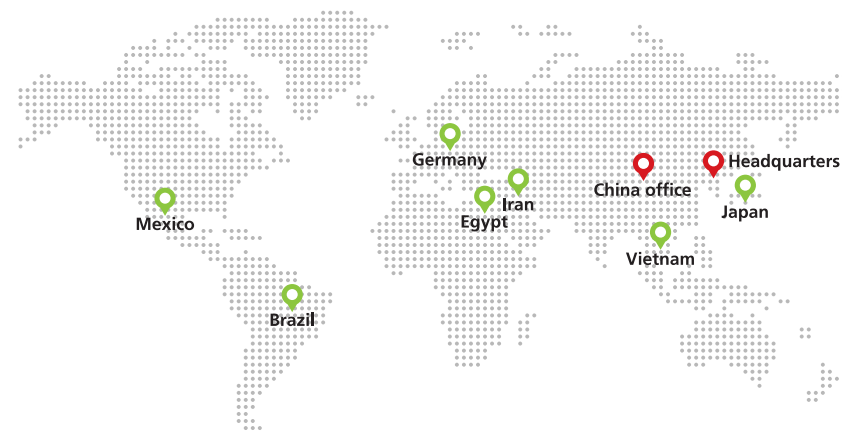 Germany
Headquarters
China office
Iran
Japan
Mexico
Egypt
Vietnam
Brazil